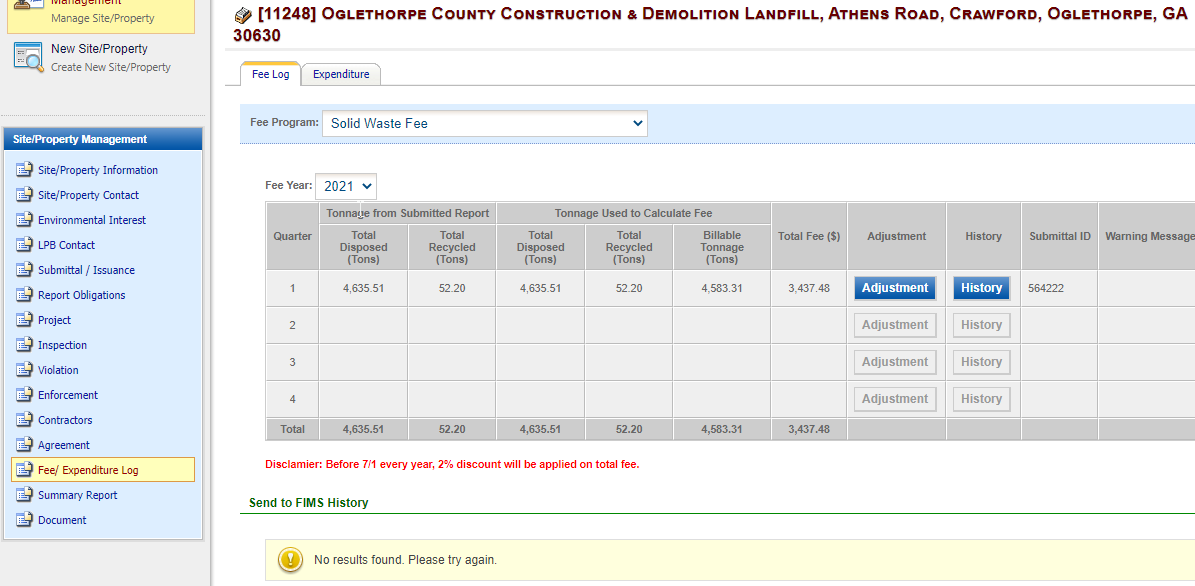 Management
Manage Site/Property
New Site/Property
Create New Site/Property
Site/Property Management
Site/Property Information
Site/Property Contact
Environmental Interest
LPB Contact
Submittal / Issuance
Report Obligations
Project
Inspection
Violation
Enforcement
Contractors
Agreement
Fee/ Expenditure Log
Summary Report
Document
[11248] Oglethorpe County Construction & Demolition Landfill, Athens Road, Crawford, Oglethorpe, GA
30630
Fee Log Expenditure
Fee Program: Solid Waste Fee
Fee Year: 2021
Quarter Tonnage from Submitted Report Tonnage Used to Calculate Fee Total Fee ($) Adjustment History Submittal ID Warning Message
Total Disposed (Tons) Total Recycled (Tons) Total Disposed (Tons) Total Recycled (Tons) Billable Tonnage (Tons)
1 4,635.51 52.20 4,635.51 52.20 4,583.31 3,437.48 Adjustment History 564222
2 Adjustment History
3 Adjustment History
4 Adjustment History
Total 4,635.51 52.20 4,635.51 52.20 4,583.31 3,437.48
Disclamier: Before 7/1 every year, 2% discount will be applied on total fee.
Send to FIMS History
No results found. Please try again.